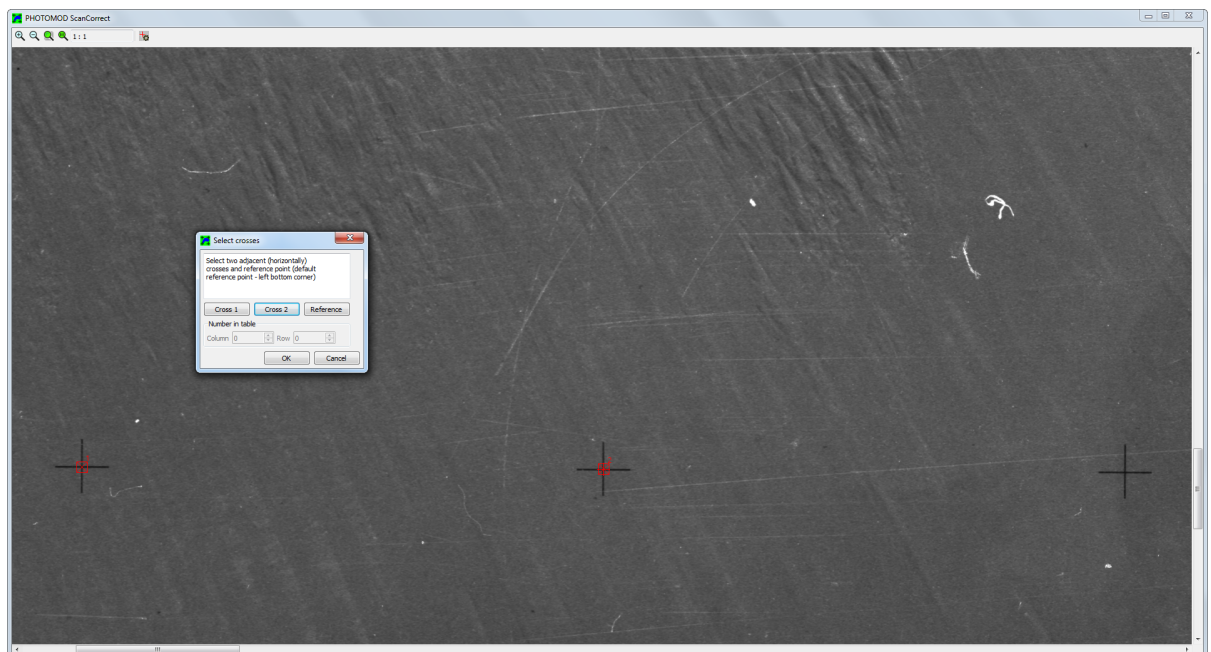 PHOTOMOD ScanCorrect
1:1
Select crosses
Select two adjacent (horizontally)
crosses and reference point (default
reference point - left bottom corner)
Cross 1 Cross 2 Reference
Number in table
Column 0 Row 0
OK Cancel